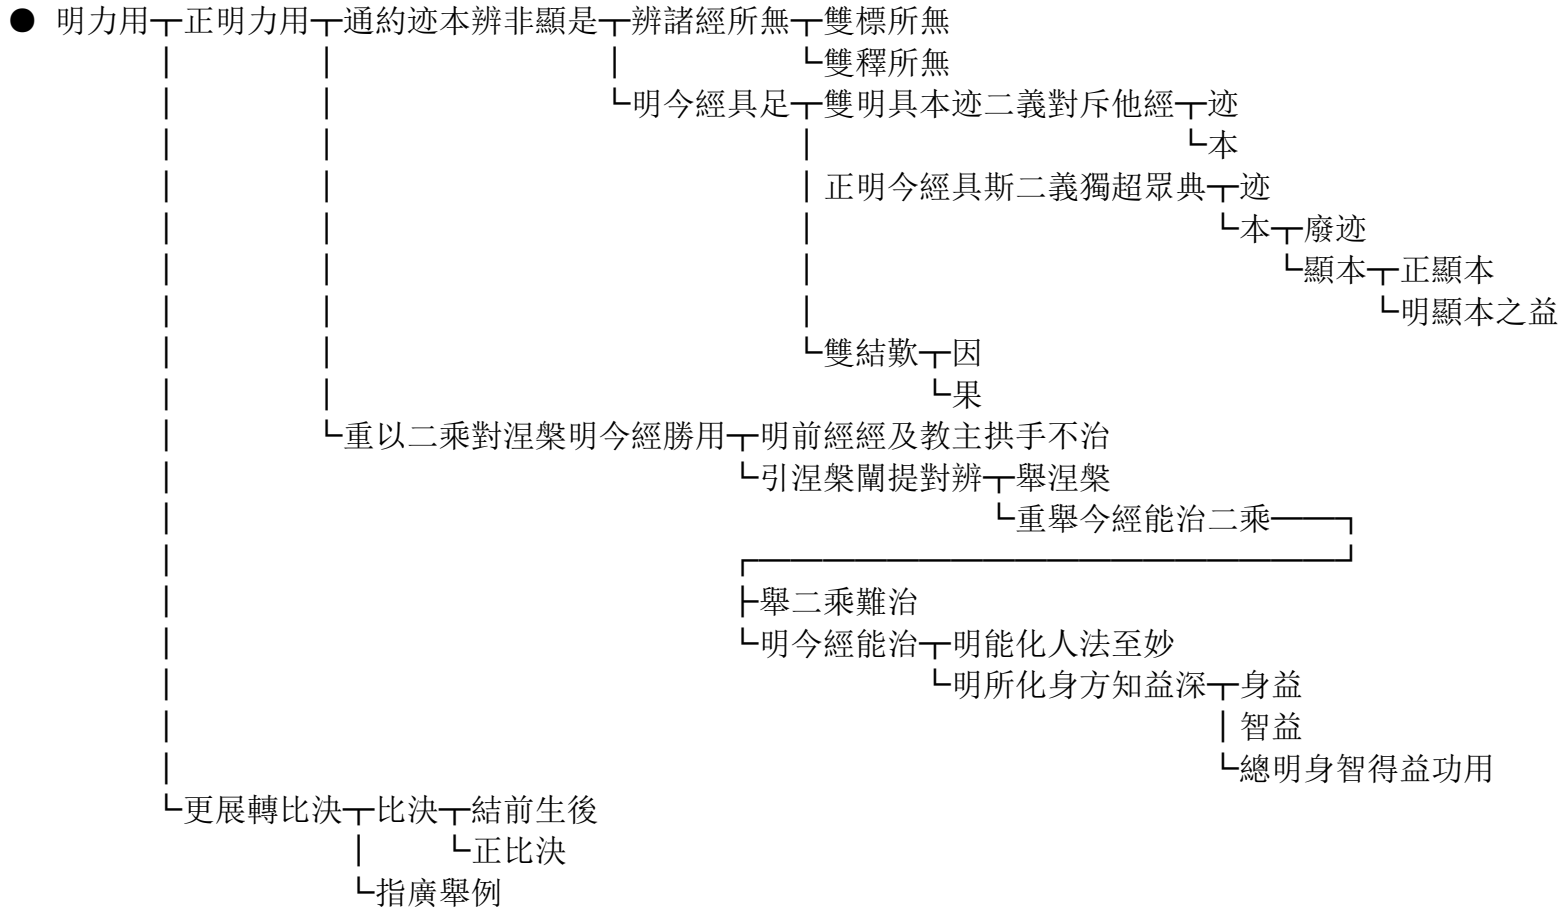 ● 明力用┬正明力用┬通約迹本辨非顯是┬辨諸經所無┬雙標所無
└雙釋所無
└明今經具足┬雙明具本迹二義對斥他經┬迹
└本
│正明今經具斯二義獨超眾典┬迹
└本┬廢迹
└顯本┬正顯本
└明顯本之益
└雙結歎┬因
└果
└重以二乘對涅槃明今經勝用┬明前經經及教主拱手不治
└引涅槃闡提對辨┬舉涅槃
└重舉今經能治二乘──┐
┌───────────────────┘
├舉二乘難治
└明今經能治┬明能化人法至妙
└明所化身方知益深┬身益
│智益
└總明身智得益功用
└更展轉比決┬比決┬結前生後
│ └正比決
└指廣舉例